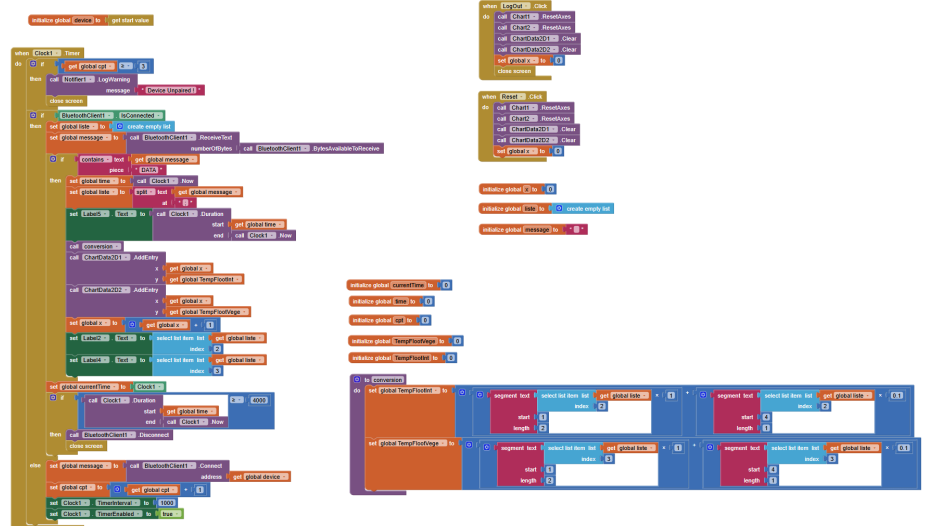 initialize global device to get start value
when Clock1 .Timer
do if get global cpt ≥ 5
then call Notifier1 .LogWarning
message " Device Unpaired ! "
close screen
if BluetoothClient1 . IsConnected
then set global liste to create empty list
set global message to call BluetoothClient1 .ReceiveText
numberOfBytes call BluetoothClient1 .BytesAvailableToReceive
if contains text get global message
piece " DATA "
then set global time to call Clock1 .Now
set global liste to split text get global message
at
set Label5 . Text to call Clock1 .Duration
start get global time
end call Clock1 .Now
call conversion
call ChartData2D1 .AddEntry
x get global x
y get global TempFlootInt
call ChartData2D2 .AddEntry
x get global x
y get global TempFlootVege
set global x to get global x + 1
set Label2 . Text to select list item list get global liste
index 2
set Label4 . Text to select list item list get global liste
index 3
set global currentTime to Clock1
if call Clock1 .Duration ≥ 4000
start get global time
end call Clock1 .Now
then call BluetoothClient1 .Disconnect
close screen
else set global message to call BluetoothClient1 .Connect
address get global device
set global cpt to get global cpt + 1
set Clock1 . TimerInterval to 1000
set Clock1 . TimerEnabled to true
when LogOut .Click
do call Chart1 .ResetAxes
call Chart2 .ResetAxes
call ChartData2D1 .Clear
call ChartData2D2 .Clear
set global x to 0
close screen
when Reset .Click
do call Chart1 .ResetAxes
call Chart2 .ResetAxes
call ChartData2D1 .Clear
call ChartData2D2 .Clear
set global x to 0
initialize global x to 0
initialize global liste to create empty list
initialize global message to " "
initialize global currentTime to 0
initialize global time to 0
initialize global cpt to 0
initialize global TempFlootVege to 0
initialize global TempFlootInt to 0
to conversion
do set global TempFlootInt to segment text select list item list get global liste × 1 + segment text select list item list get global liste × 0.1
index 2 index 2
start 1 start 4
length 2 length 1
set global TempFlootVege to segment text select list item list get global liste × 1 + segment text select list item list get global liste × 0.1
index 3 index 3
start 1 start 4
length 2 length 1